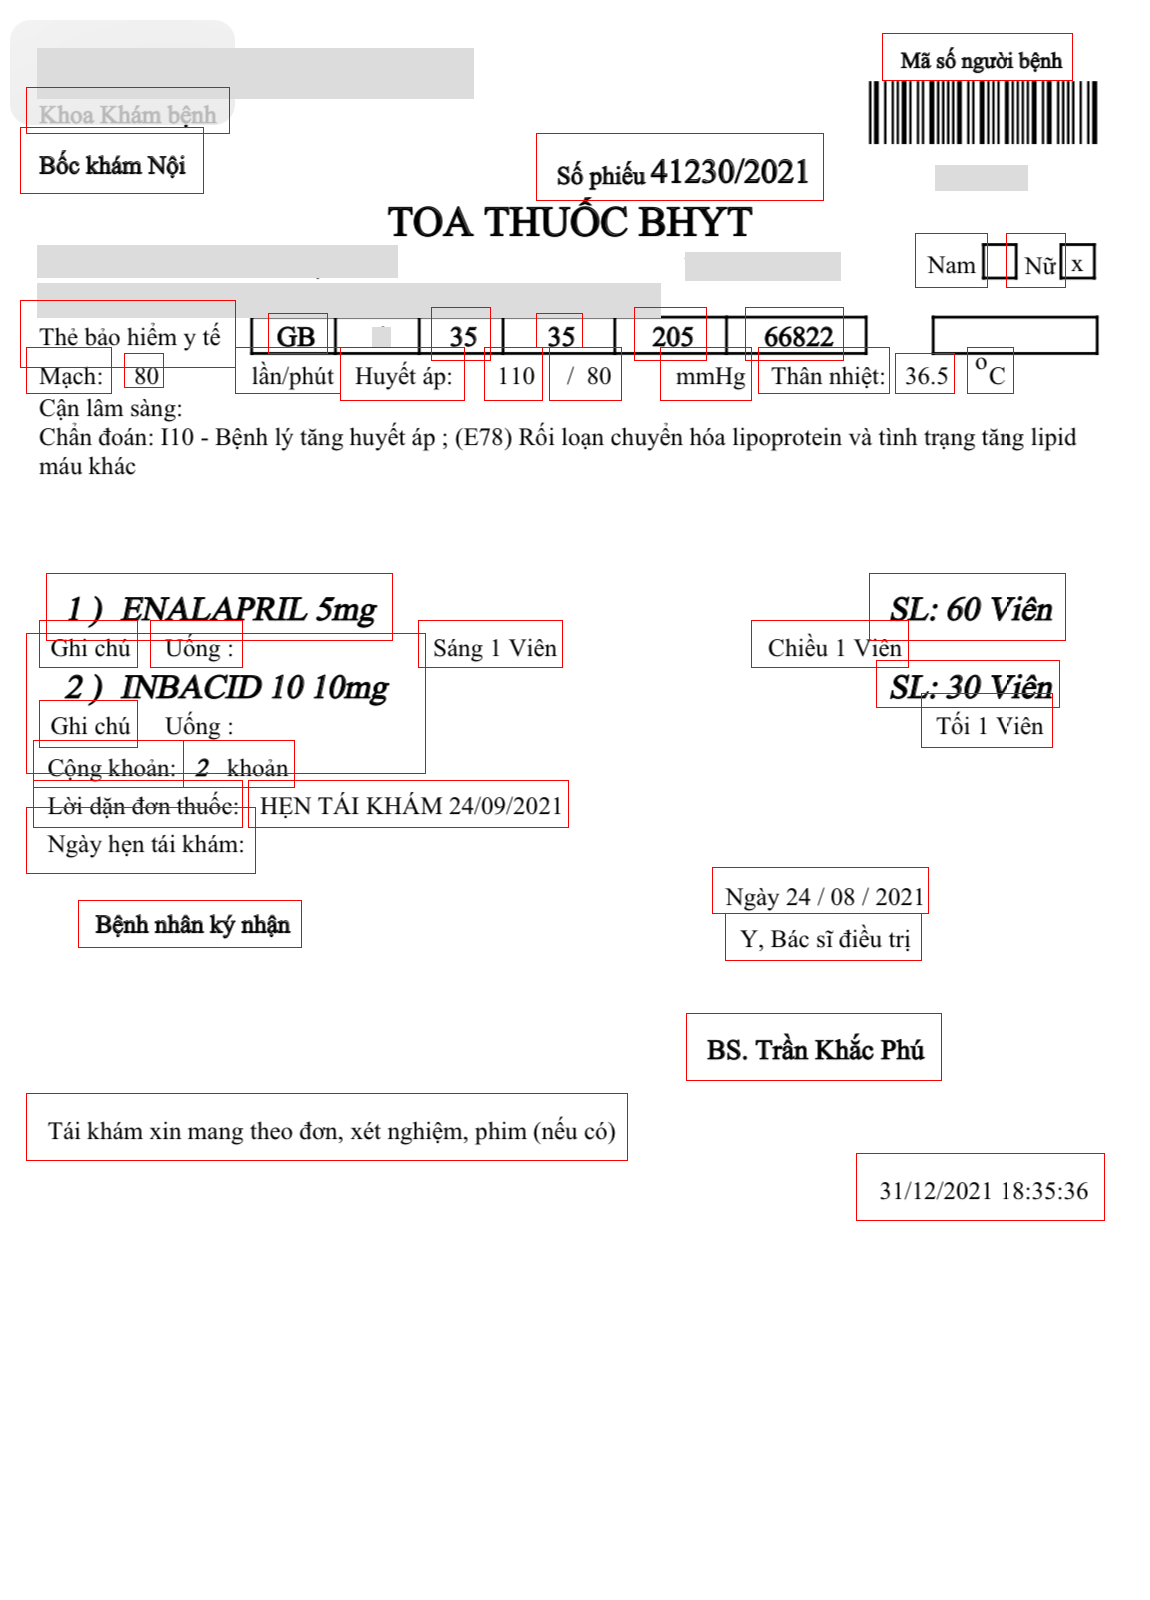 Mã số người bệnh
Khoa Khám bệnh
Bốc khám Nội
Số phiếu 41230/2021
TOA THUỐC BHYT
Nam Nữ x
Thẻ bảo hiểm y tế GB 35 35 205 66822
Mạch: 80 lần/phút Huyết áp: 110 / 80 mmHg Thân nhiệt: 36.5 °C
Cận lâm sàng:
Chẩn đoán: I10 - Bệnh lý tăng huyết áp ; (E78) Rối loạn chuyển hóa lipoprotein và tình trạng tăng lipid
máu khác
1 ) ENALAPRIL 5mg SL: 60 Viên
Ghi chú Uống : Sáng 1 Viên Chiều 1 Viên
2 ) INBACID 10 10mg SL: 30 Viên
Ghi chú Uống : Tối 1 Viên
Cộng khoản: 2 khoản
Lời dặn đơn thuốc: HẸN TÁI KHÁM 24/09/2021
Ngày hẹn tái khám:
Ngày 24 / 08 / 2021
Bệnh nhân ký nhận
Y, Bác sĩ điều trị
BS. Trần Khắc Phú
Tái khám xin mang theo đơn, xét nghiệm, phim (nếu có)
31/12/2021 18:35:36